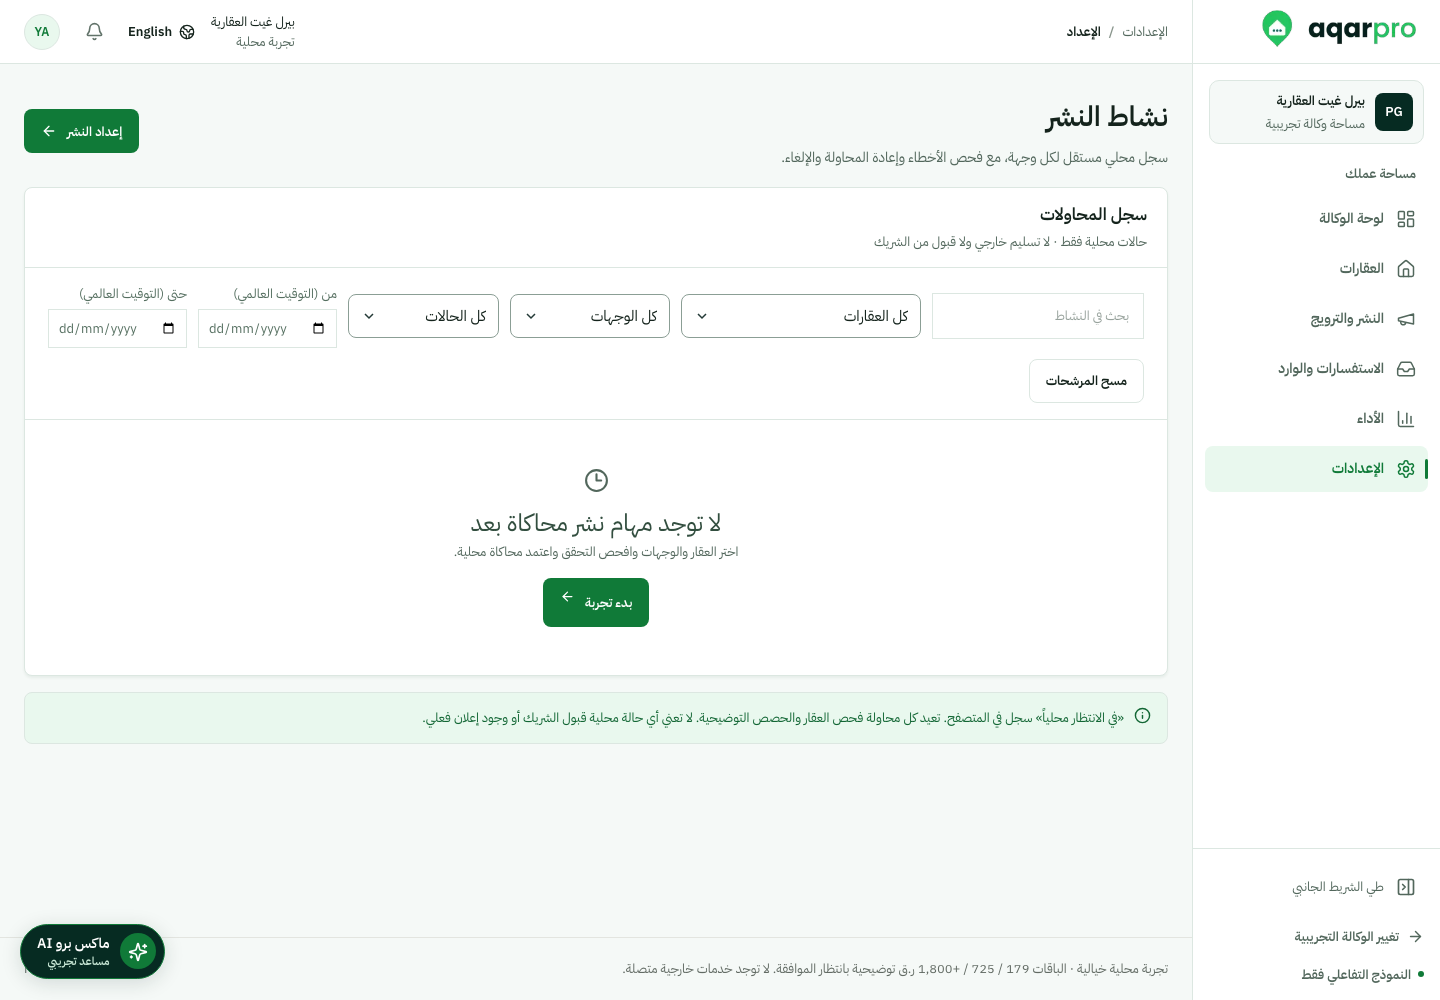 aqarpro
PG
بيرل غيت العقارية
مساحة وكالة تجريبية
مساحة عملك
لوحة الوكالة
العقارات
النشر والترويج
الاستفسارات والوارد
الأداء
الإعدادات
طي الشريط الجانبي
تغيير الوكالة التجريبية
النموذج التفاعلي فقط
الإعدادات / الإعداد
بيرل غيت العقارية
تجربة محلية
English
YA
نشاط النشر
سجل محلي مستقل لكل وجهة، مع فحص الأخطاء وإعادة المحاولة والإلغاء.
إعداد النشر
سجل المحاولات
حالات محلية فقط · لا تسليم خارجي ولا قبول من الشريك
بحث في النشاط
كل العقارات
كل الوجهات
كل الحالات
من (التوقيت العالمي)
dd/mm/yyyy
حتى (التوقيت العالمي)
dd/mm/yyyy
مسح المرشحات
لا توجد مهام نشر محاكاة بعد
اختر العقار والوجهات وافحص التحقق واعتمد محاكاة محلية.
بدء تجربة
«في الانتظار محلياً» سجل في المتصفح. تعيد كل محاولة فحص العقار والحصص التوضيحية. لا تعني أي حالة محلية قبول الشريك أو وجود إعلان فعلي.
تجربة محلية خيالية · الباقات 179 / 725 / 1,800+ ر.ق توضيحية بانتظار الموافقة. لا توجد خدمات خارجية متصلة.
ماكس برو AI
مساعد تجريبي